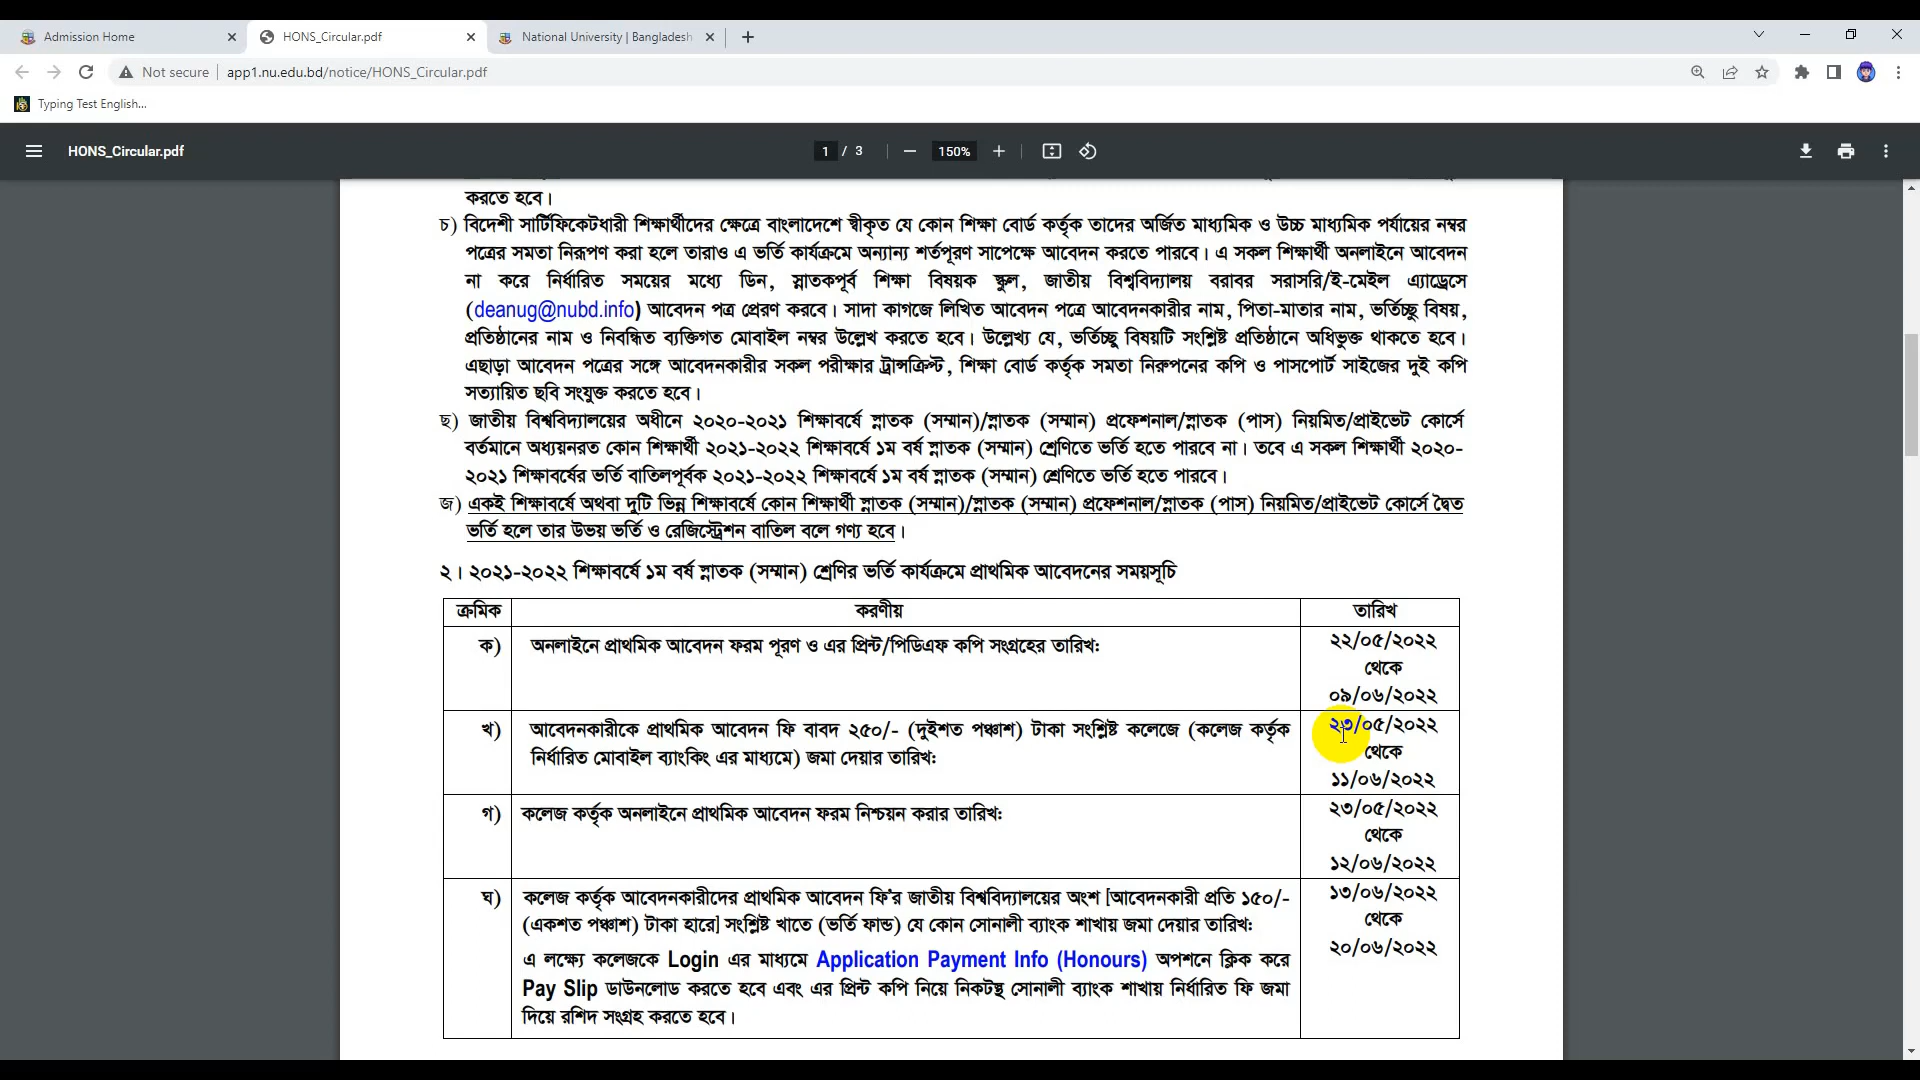 Admission Home
HONS_Circular.pdf
National University | Bangladesh
Not secure
app1.nu.edu.bd/notice/HONS_Circular.pdf
Typing Test English...
HONS_Circular.pdf
1 / 3
150%
করতে হবে।
চ) বিদেশী সার্টিফিকেটধারী শিক্ষার্থীদের ক্ষেত্রে বাংলাদেশে স্বীকৃত যে কোন শিক্ষা বোর্ড কর্তৃক তাদের অর্জিত মাধ্যমিক ও উচ্চ মাধ্যমিক পর্যায়ের নম্বর
পত্রের সমতা নিরূপণ করা হলে তারাও এ ভর্তি কার্যক্রমে অন্যান্য শর্তপূরণ সাপেক্ষে আবেদন করতে পারবে। এ সকল শিক্ষার্থী অনলাইনে আবেদন
না করে নির্ধারিত সময়ের মধ্যে ডিন, স্নাতকপূর্ব শিক্ষা বিষয়ক স্কুল, জাতীয় বিশ্ববিদ্যালয় বরাবর সরাসরি/ই-মেইল এ্যাড্রেসে
(deanug@nubd.info) আবেদন পত্র প্রেরণ করবে। সাদা কাগজে লিখিত আবেদন পত্রে আবেদনকারীর নাম, পিতা-মাতার নাম, ভর্তিচ্ছু বিষয়,
প্রতিষ্ঠানের নাম ও নিবন্ধিত ব্যক্তিগত মোবাইল নম্বর উল্লেখ করতে হবে। উল্লেখ্য যে, ভর্তিচ্ছু বিষয়টি সংশ্লিষ্ট প্রতিষ্ঠানে অধিভুক্ত থাকতে হবে।
এছাড়া আবেদন পত্রের সঙ্গে আবেদনকারীর সকল পরীক্ষার ট্রান্সক্রিপ্ট, শিক্ষা বোর্ড কর্তৃক সমতা নিরুপনের কপি ও পাসপোর্ট সাইজের দুই কপি
সত্যায়িত ছবি সংযুক্ত করতে হবে।
ছ) জাতীয় বিশ্ববিদ্যালয়ের অধীনে ২০২০-২০২১ শিক্ষাবর্ষে স্নাতক (সম্মান)/স্নাতক (সম্মান) প্রফেশনাল/স্নাতক (পাস) নিয়মিত/প্রাইভেট কোর্সে
বর্তমানে অধ্যয়নরত কোন শিক্ষার্থী ২০২১-২০২২ শিক্ষাবর্ষে ১ম বর্ষ স্নাতক (সম্মান) শ্রেণিতে ভর্তি হতে পারবে না। তবে এ সকল শিক্ষার্থী ২০২০-
২০২১ শিক্ষাবর্ষের ভর্তি বাতিলপূর্বক ২০২১-২০২২ শিক্ষাবর্ষে ১ম বর্ষ স্নাতক (সম্মান) শ্রেণিতে ভর্তি হতে পারবে।
জ) একই শিক্ষাবর্ষে অথবা দুটি ভিন্ন শিক্ষাবর্ষে কোন শিক্ষার্থী স্নাতক (সম্মান)/স্নাতক (সম্মান) প্রফেশনাল/স্নাতক (পাস) নিয়মিত/প্রাইভেট কোর্সে দ্বৈত
ভর্তি হলে তার উভয় ভর্তি ও রেজিস্ট্রেশন বাতিল বলে গণ্য হবে।
২। ২০২১-২০২২ শিক্ষাবর্ষে ১ম বর্ষ স্নাতক (সম্মান) শ্রেণির ভর্তি কার্যক্রমে প্রাথমিক আবেদনের সময়সূচি
ক্রমিক করণীয় তারিখ
ক) অনলাইনে প্রাথমিক আবেদন ফরম পূরণ ও এর প্রিন্ট/পিডিএফ কপি সংগ্রহের তারিখ: ২২/০৫/২০২২
থেকে
০৯/০৬/২০২২
খ) আবেদনকারীকে প্রাথমিক আবেদন ফি বাবদ ২৫০/- (দুইশত পঞ্চাশ) টাকা সংশ্লিষ্ট কলেজে (কলেজ কর্তৃক ২৩/০৫/২০২২
নির্ধারিত মোবাইল ব্যাংকিং এর মাধ্যমে) জমা দেয়ার তারিখ: থেকে
১১/০৬/২০২২
গ) কলেজ কর্তৃক অনলাইনে প্রাথমিক আবেদন ফরম নিশ্চয়ন করার তারিখ: ২৩/০৫/২০২২
থেকে
১২/০৬/২০২২
ঘ) কলেজ কর্তৃক আবেদনকারীদের প্রাথমিক আবেদন ফি'র জাতীয় বিশ্ববিদ্যালয়ের অংশ [আবেদনকারী প্রতি ১৫০/- ১৩/০৬/২০২২
(একশত পঞ্চাশ) টাকা হারে] সংশ্লিষ্ট খাতে (ভর্তি ফান্ড) যে কোন সোনালী ব্যাংক শাখায় জমা দেয়ার তারিখ: থেকে
২০/০৬/২০২২
এ লক্ষ্যে কলেজকে Login এর মাধ্যমে Application Payment Info (Honours) অপশনে ক্লিক করে
Pay Slip ডাউনলোড করতে হবে এবং এর প্রিন্ট কপি নিয়ে নিকটস্থ সোনালী ব্যাংক শাখায় নির্ধারিত ফি জমা
দিয়ে রশিদ সংগ্রহ করতে হবে।